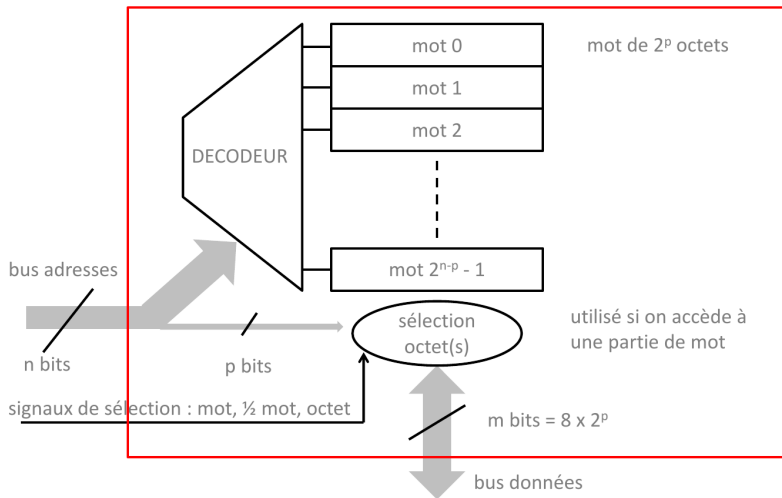 mot 0
mot de 2ᵖ octets
mot 1
mot 2
DECODEUR
bus adresses
mot 2ⁿ⁻ᵖ - 1
sélection
octet(s)
utilisé si on accède à
une partie de mot
n bits
p bits
signaux de sélection : mot, ½ mot, octet
m bits = 8 x 2ᵖ
bus données